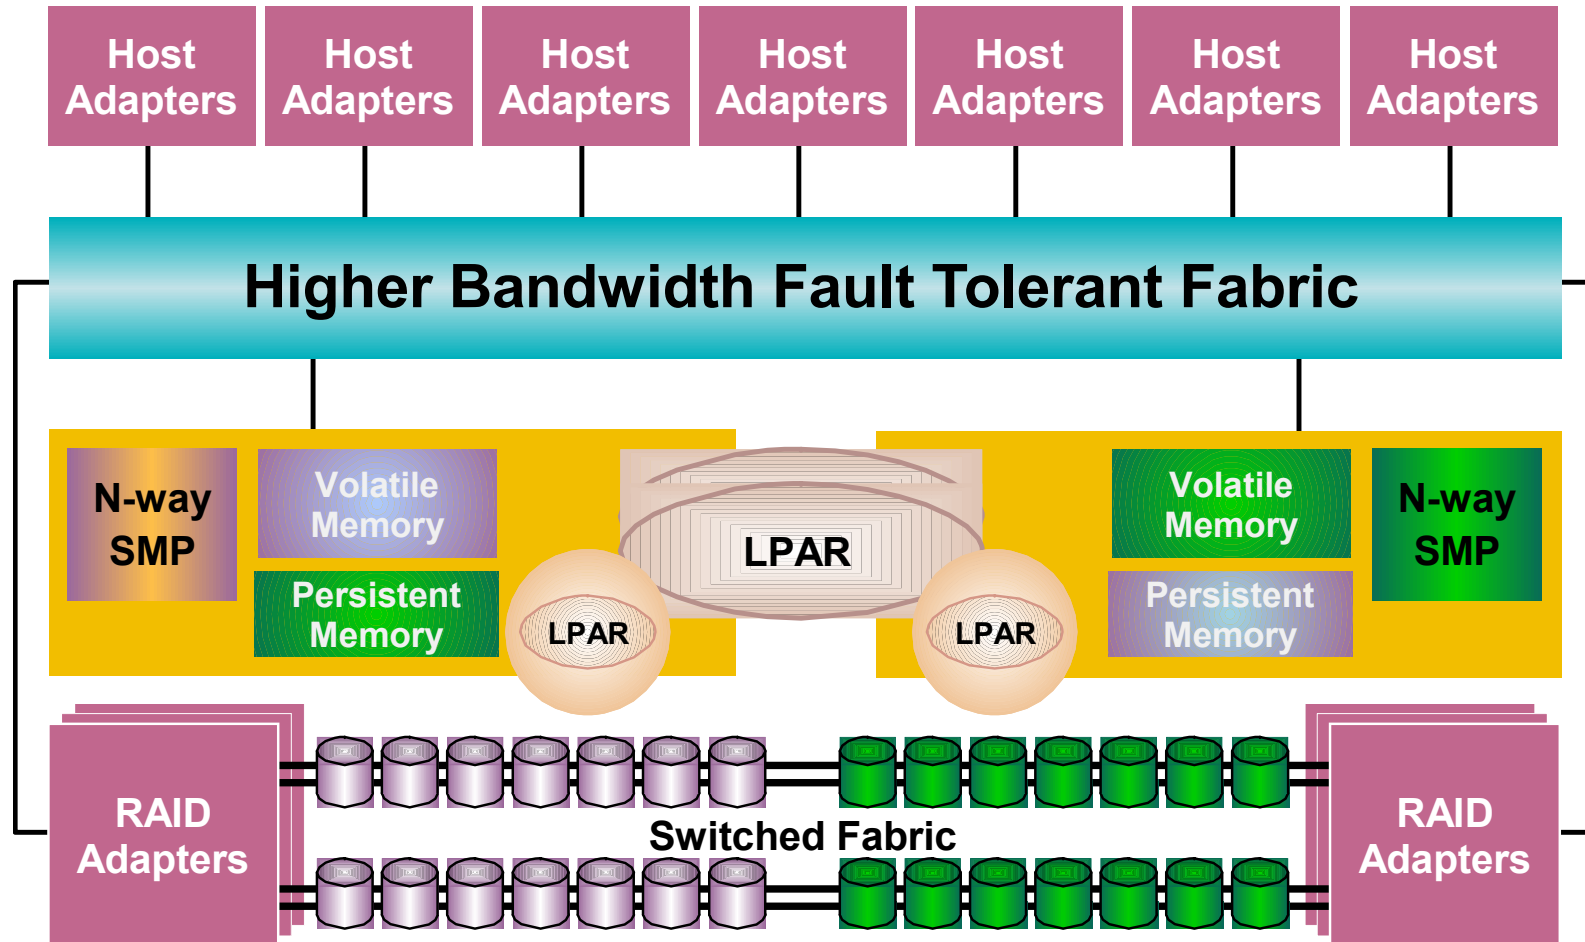 Host
Adapters
Host
Adapters
Host
Adapters
Host
Adapters
Host
Adapters
Host
Adapters
Host
Adapters
Higher Bandwidth Fault Tolerant Fabric
N-way
SMP
Volatile
Memory
Persistent
Memory
LPAR
LPAR
LPAR
Volatile
Memory
Persistent
Memory
N-way
SMP
RAID
Adapters
Switched Fabric
RAID
Adapters